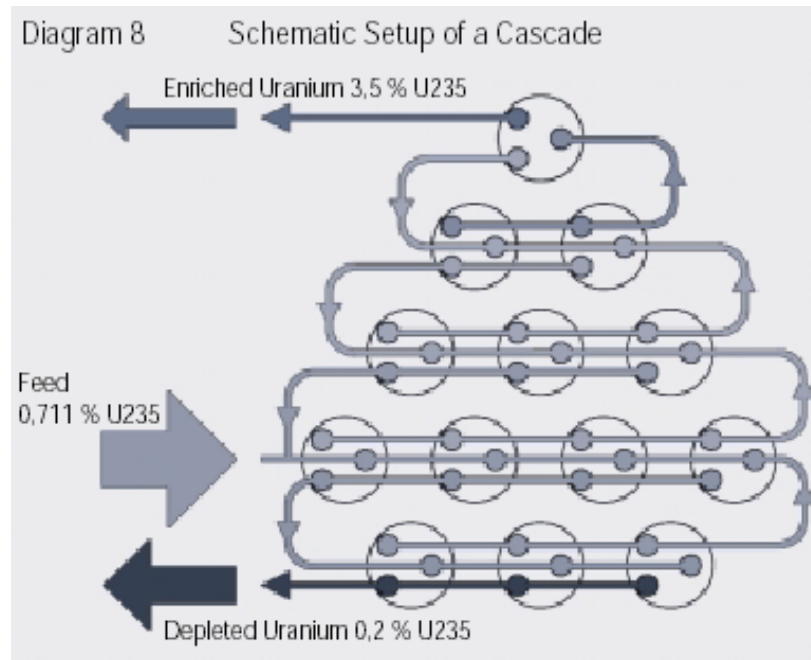 Diagram 8 Schematic Setup of a Cascade
Enriched Uranium 3,5 % U235
Feed
0,711 % U235
Depleted Uranium 0,2 % U235